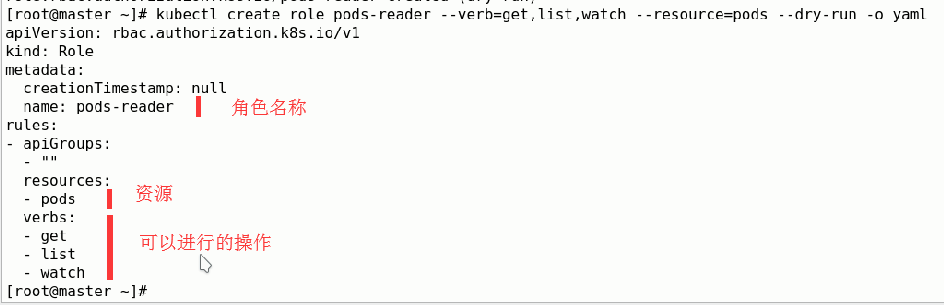 [root@master ~]# kubectl create role pods-reader --verb=get,list,watch --resource=pods --dry-run -o yaml
apiVersion: rbac.authorization.k8s.io/v1
kind: Role
metadata:
  creationTimestamp: null
  name: pods-reader 角色名称
rules:
- apiGroups:
  - ""
  resources:
  - pods 资源
  verbs:
  - get
  - list 可以进行的操作
  - watch
[root@master ~]#